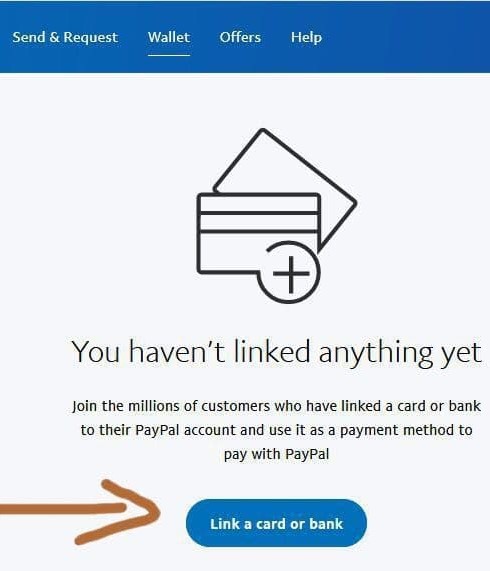 Send & Request Wallet Offers Help
You haven't linked anything yet
Join the millions of customers who have linked a card or bank
to their PayPal account and use it as a payment method to
pay with PayPal
Link a card or bank